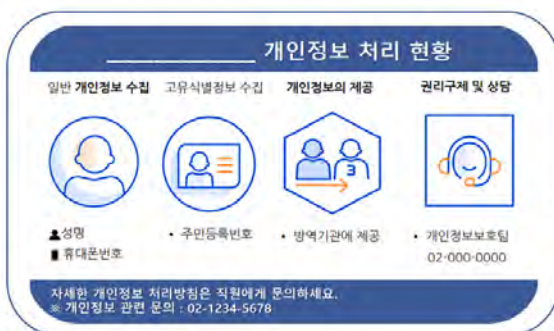 ____________ 개인정보 처리 현황
일반 개인정보 수집
고유식별정보 수집
개인정보의 제공
권리구제 및 상담
3
성명
휴대폰번호
• 주민등록번호
• 방역기관에 제공
• 개인정보보호팀
02-000-0000
자세한 개인정보 처리방침은 직원에게 문의하세요.
※ 개인정보 관련 문의 : 02-1234-5678